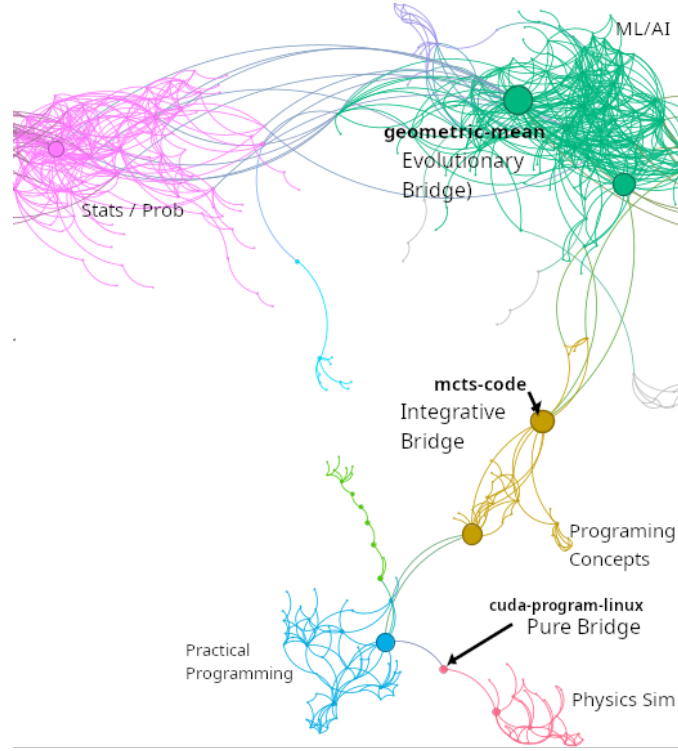 ML/AI
geometric-mean
Evolutionary
Bridge)
Stats / Prob
mcts-code
Integrative
Bridge
Programing
Concepts
cuda-program-linux
Pure Bridge
Practical
Programming
Physics Sim